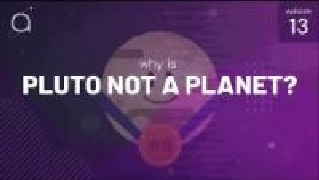 13
why is
PLUTO NOT A PLANET?